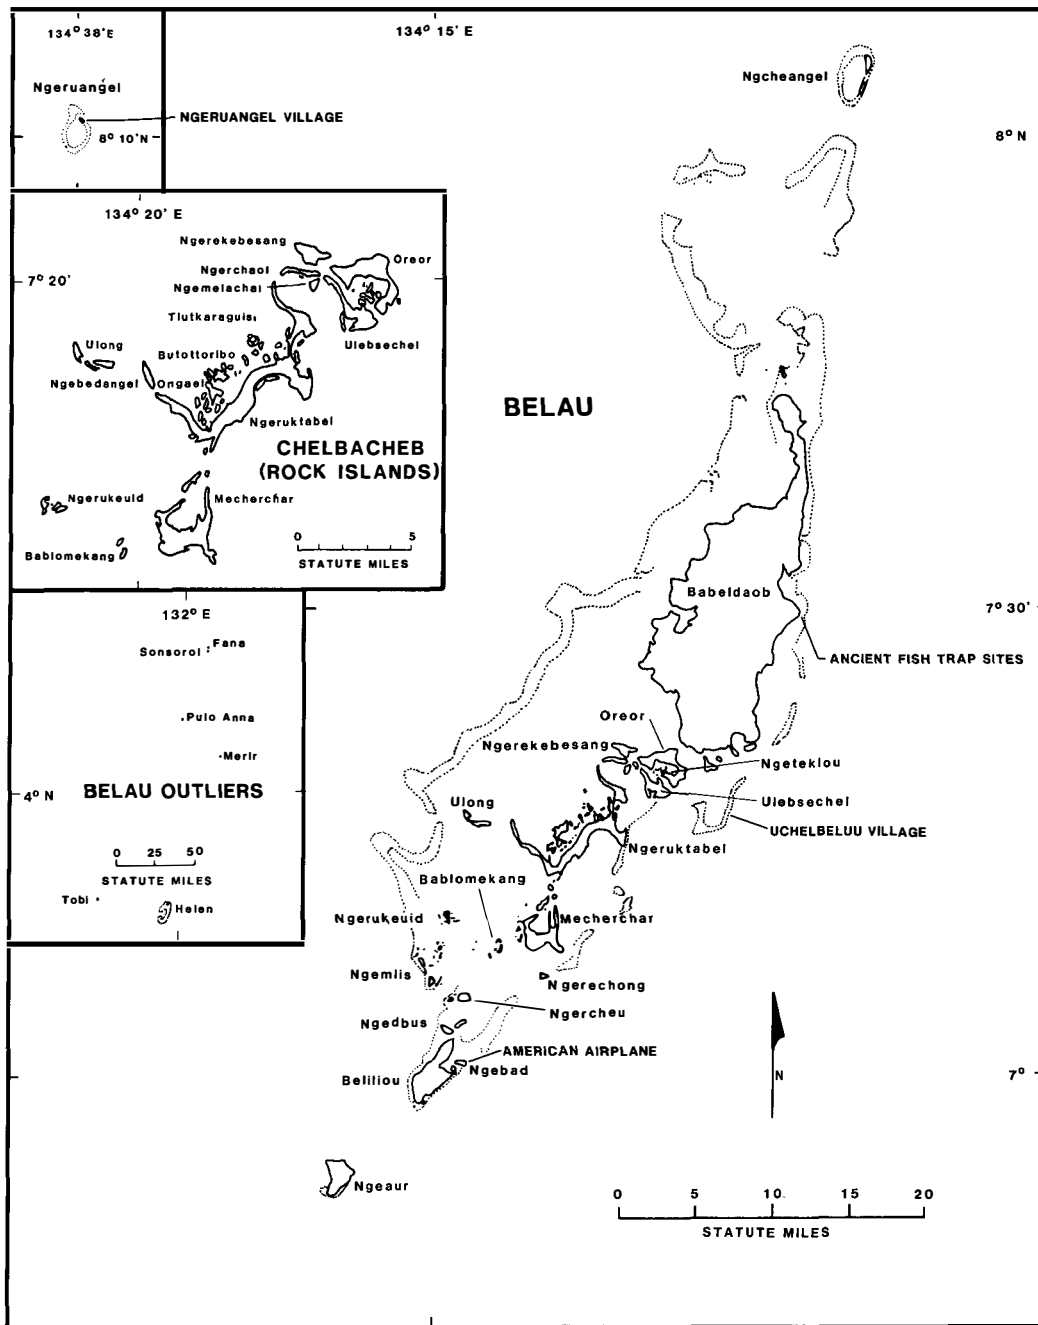 134° 38'E
Ngeruangel
NGERUANGEL VILLAGE
8° 10'N
134° 15'E
Ngcheangel
8° N
134° 20' E
7° 20'
Ngerekebesang
Oreor
Ngerchaol
Ngemelachal
Tlutkaraguis
Ulebsechel
Ulong
Butottoribo
Ngebedangel
Ongael
Ngeruktabel
CHELBACHEB
(ROCK ISLANDS)
Ngerukeuid
Mecherchar
Bablomekang
0 5
STATUTE MILES
BELAU
Babeldaob
7° 30'
ANCIENT FISH TRAP SITES
132° E
Sonsorol
Fana
Pulo Anna
Merir
4° N
BELAU OUTLIERS
0 25 50
STATUTE MILES
Tobi
Helen
Oreor
Ngerekebesang
Ngeteklou
Ulong
Ulebsechel
UCHELBELUU VILLAGE
Ngeruktabel
Bablomekang
Ngerukeuid
Mecherchar
Ngemlis
Ngerechong
Ngercheu
Ngedbus
AMERICAN AIRPLANE
Ngebad
Beliliou
7°
N
Ngeaur
0 5 10 15 20
STATUTE MILES